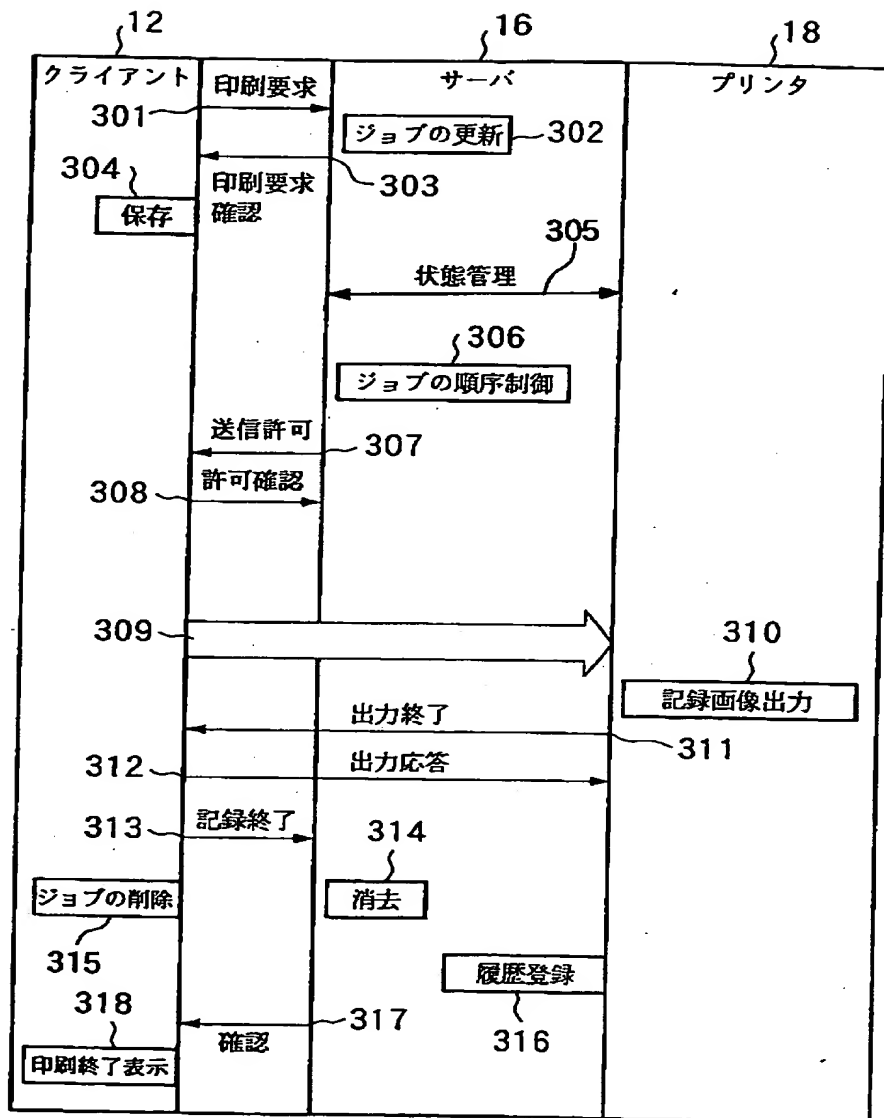 12
16
18
クライアント
サーバ
プリンタ
印刷要求
301
ジョブの更新
302
303
印刷要求
確認
304
保存
305
状態管理
306
ジョブの順序制御
送信許可
307
308
許可確認
309
310
記録画像出力
出力終了
311
312
出力応答
313
記録終了
314
ジョブの削除
消去
315
履歴登録
316
317
確認
318
印刷終了表示